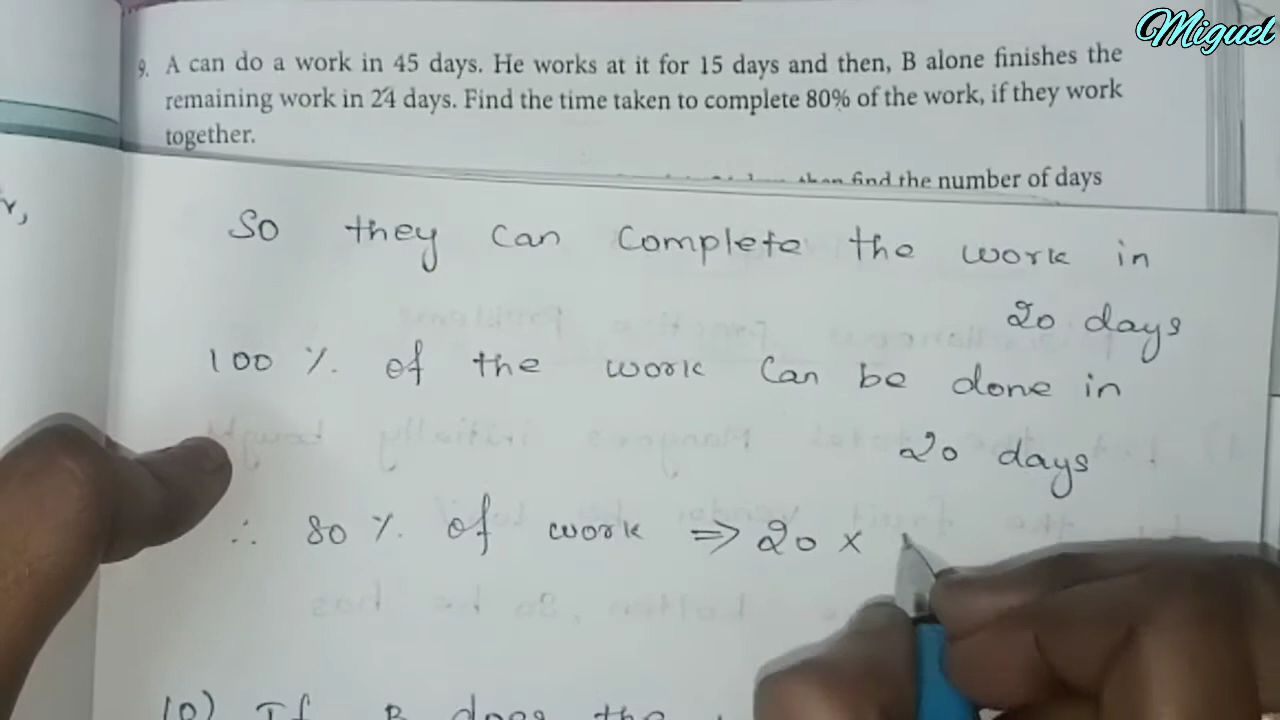 Miguel
9. A can do a work in 45 days. He works at it for 15 days and then, B alone finishes the
remaining work in 24 days. Find the time taken to complete 80% of the work, if they work
together.
find the number of days
So they can complete the work in
20 days
100 % of the work can be done in
20 days
∴ 80 % of work ⇒ 20 ×
10) If B does the